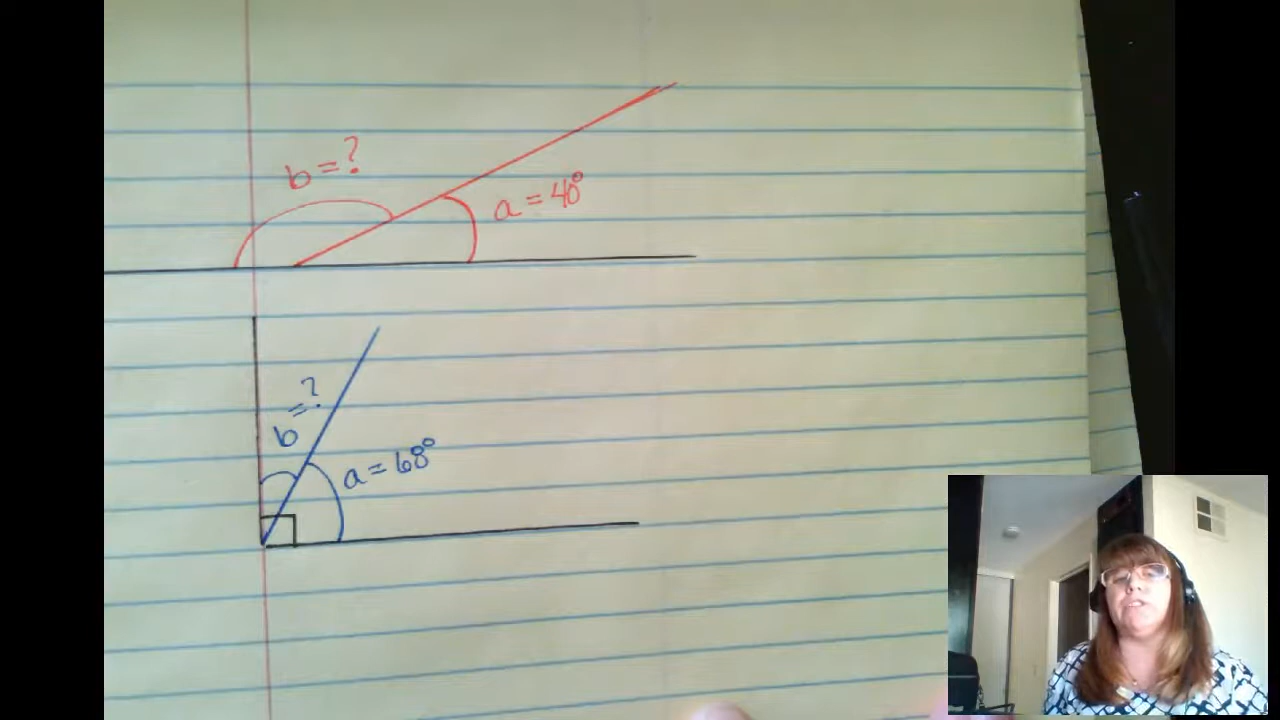 b = ?
a = 40°
b = ?
a = 68°